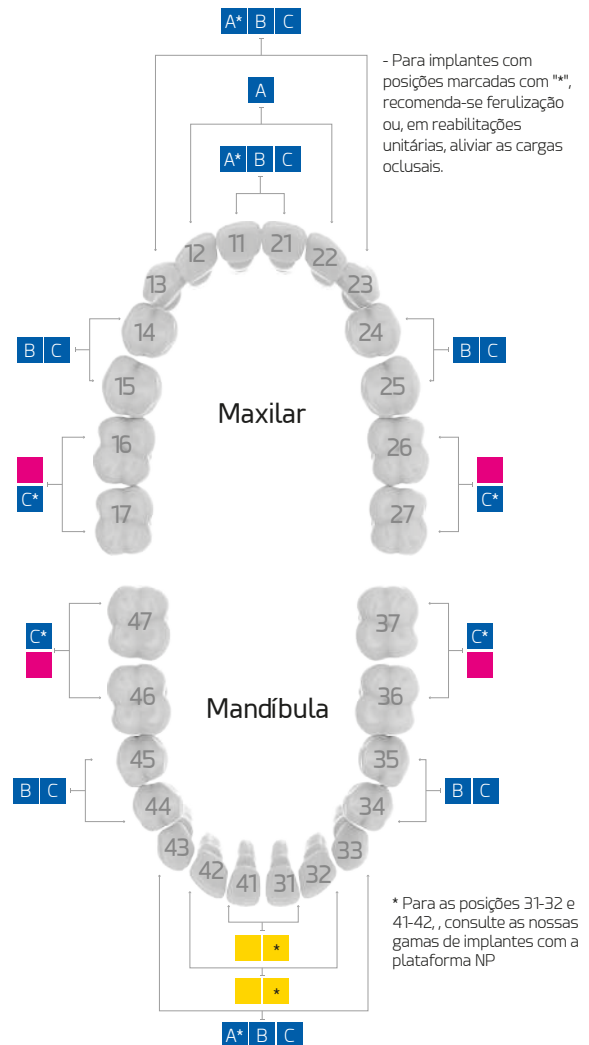 A* B C
- Para implantes com
posições marcadas com "*",
recomenda-se ferulização
ou, em reabilitações
unitárias, aliviar as cargas
oclusais.
A
A* B C
11 21
12 22
13 23
14 24
B C B C
15 25
Maxilar
16 26
C* C*
17 27
47 37
C* C*
46 36
Mandíbula
45 35
B C B C
44 34
43 33
42 32
41 31
* Para as posições 31-32 e
41-42, , consulte as nossas
gamas de implantes com a
plataforma NP
*
*
A* B C